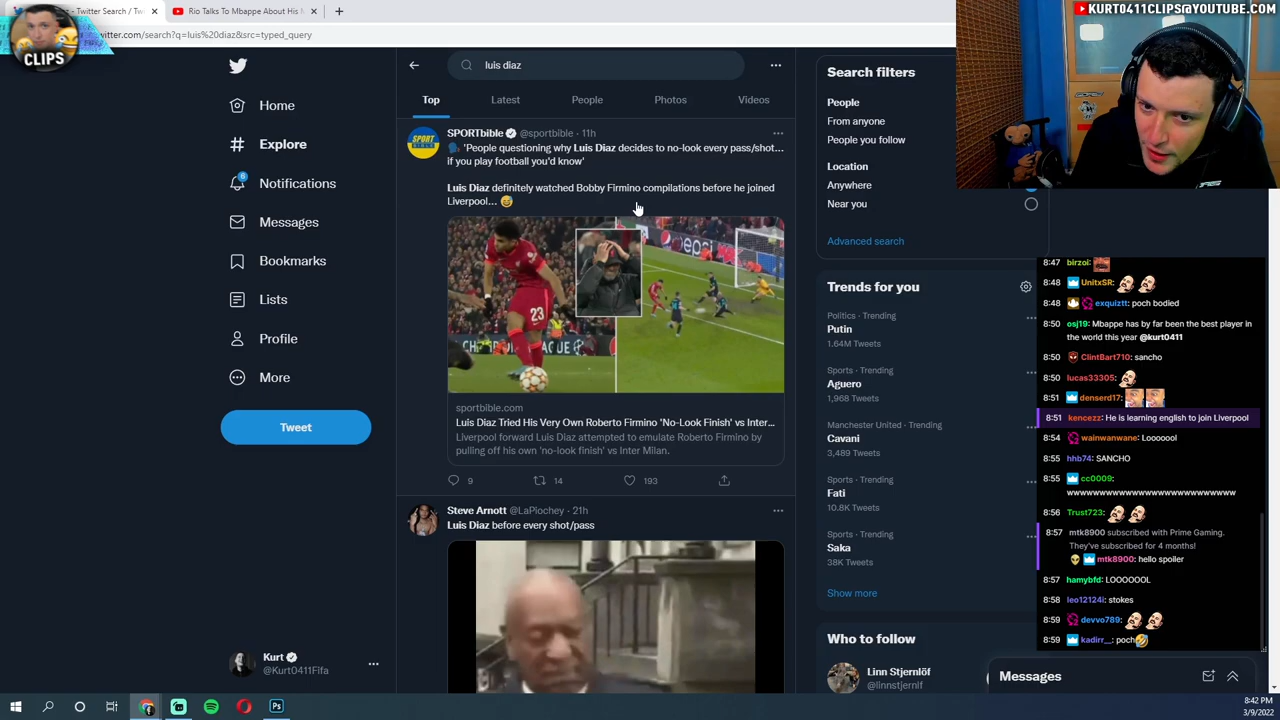 KURT0411CLIPS@YOUTUBE.COM
CLIPS
Twitter Search / Tw
Rio Talks To Mbappe About His
witter.com/search?q=luis%20diaz&src=typed_query
luis diaz
Top
Latest
People
Photos
Videos
Home
Explore
6
Notifications
Messages
Bookmarks
Lists
Profile
More
Tweet
Kurt
@Kurt0411Fifa
SPORT BIBLE
SPORTbible @sportbible · 11h
'People questioning why Luis Diaz decides to no-look every pass/shot...
if you play football you'd know'
Luis Diaz definitely watched Bobby Firmino compilations before he joined
Liverpool...
pepsi
23
CHAMPIONS
sportbible.com
Luis Diaz Tried His Very Own Roberto Firmino 'No-Look Finish' vs Inter...
Liverpool forward Luis Diaz attempted to emulate Roberto Firmino by
pulling off his own 'no-look finish' vs Inter Milan.
9
14
193
Steve Arnott @LaPiochey · 21h
Luis Diaz before every shot/pass
Search filters
People
From anyone
People you follow
Location
Anywhere
Near you
Advanced search
Trends for you
Politics · Trending
Putin
1.64M Tweets
Sports · Trending
Aguero
1,968 Tweets
Manchester United · Trending
Cavani
3,489 Tweets
Sports · Trending
Fati
10.8K Tweets
Sports · Trending
Saka
38K Tweets
Show more
Who to follow
Linn Stjernlöf
@linnstjernif
Messages
8:47 birzoi:
8:48 UnitxSR:
8:48 exquiztt: poch bodied
8:50 osj19: Mbappe has by far been the best player in
the world this year @kurt0411
8:50 ClintBart710: sancho
8:50 lucas33305:
8:51 denserd17:
8:51 kencezz: He is learning english to join Liverpool
8:54 wainwanwane: Looooool
8:55 hhb74: SANCHO
8:55 cc0009:
wwwwwwwwwwwwwwwwwwwwwwwwwww
8:56 Trust723:
8:57 mtk8900 subscribed with Prime Gaming.
They've subscribed for 4 months!
mtk8900: hello spoiler
8:57 hamybfd: LOOOOOOL
8:58 leo12124i: stokes
8:59 devvo789:
8:59 kadirr__: poch
8:42 PM
3/9/2022